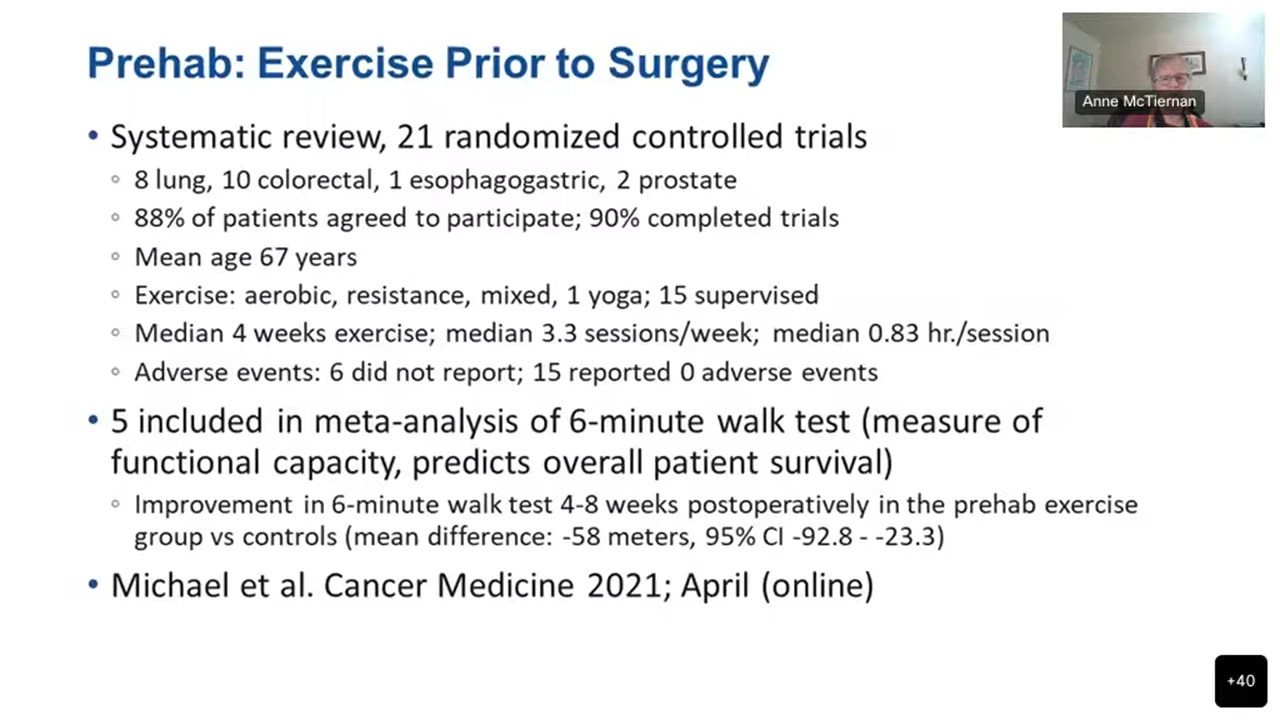 Prehab: Exercise Prior to Surgery
Anne McTiernan
• Systematic review, 21 randomized controlled trials
◦ 8 lung, 10 colorectal, 1 esophagogastric, 2 prostate
◦ 88% of patients agreed to participate; 90% completed trials
◦ Mean age 67 years
◦ Exercise: aerobic, resistance, mixed, 1 yoga; 15 supervised
◦ Median 4 weeks exercise; median 3.3 sessions/week; median 0.83 hr./session
◦ Adverse events: 6 did not report; 15 reported 0 adverse events
• 5 included in meta-analysis of 6-minute walk test (measure of
functional capacity, predicts overall patient survival)
◦ Improvement in 6-minute walk test 4-8 weeks postoperatively in the prehab exercise
group vs controls (mean difference: -58 meters, 95% CI -92.8 - -23.3)
• Michael et al. Cancer Medicine 2021; April (online)
+40